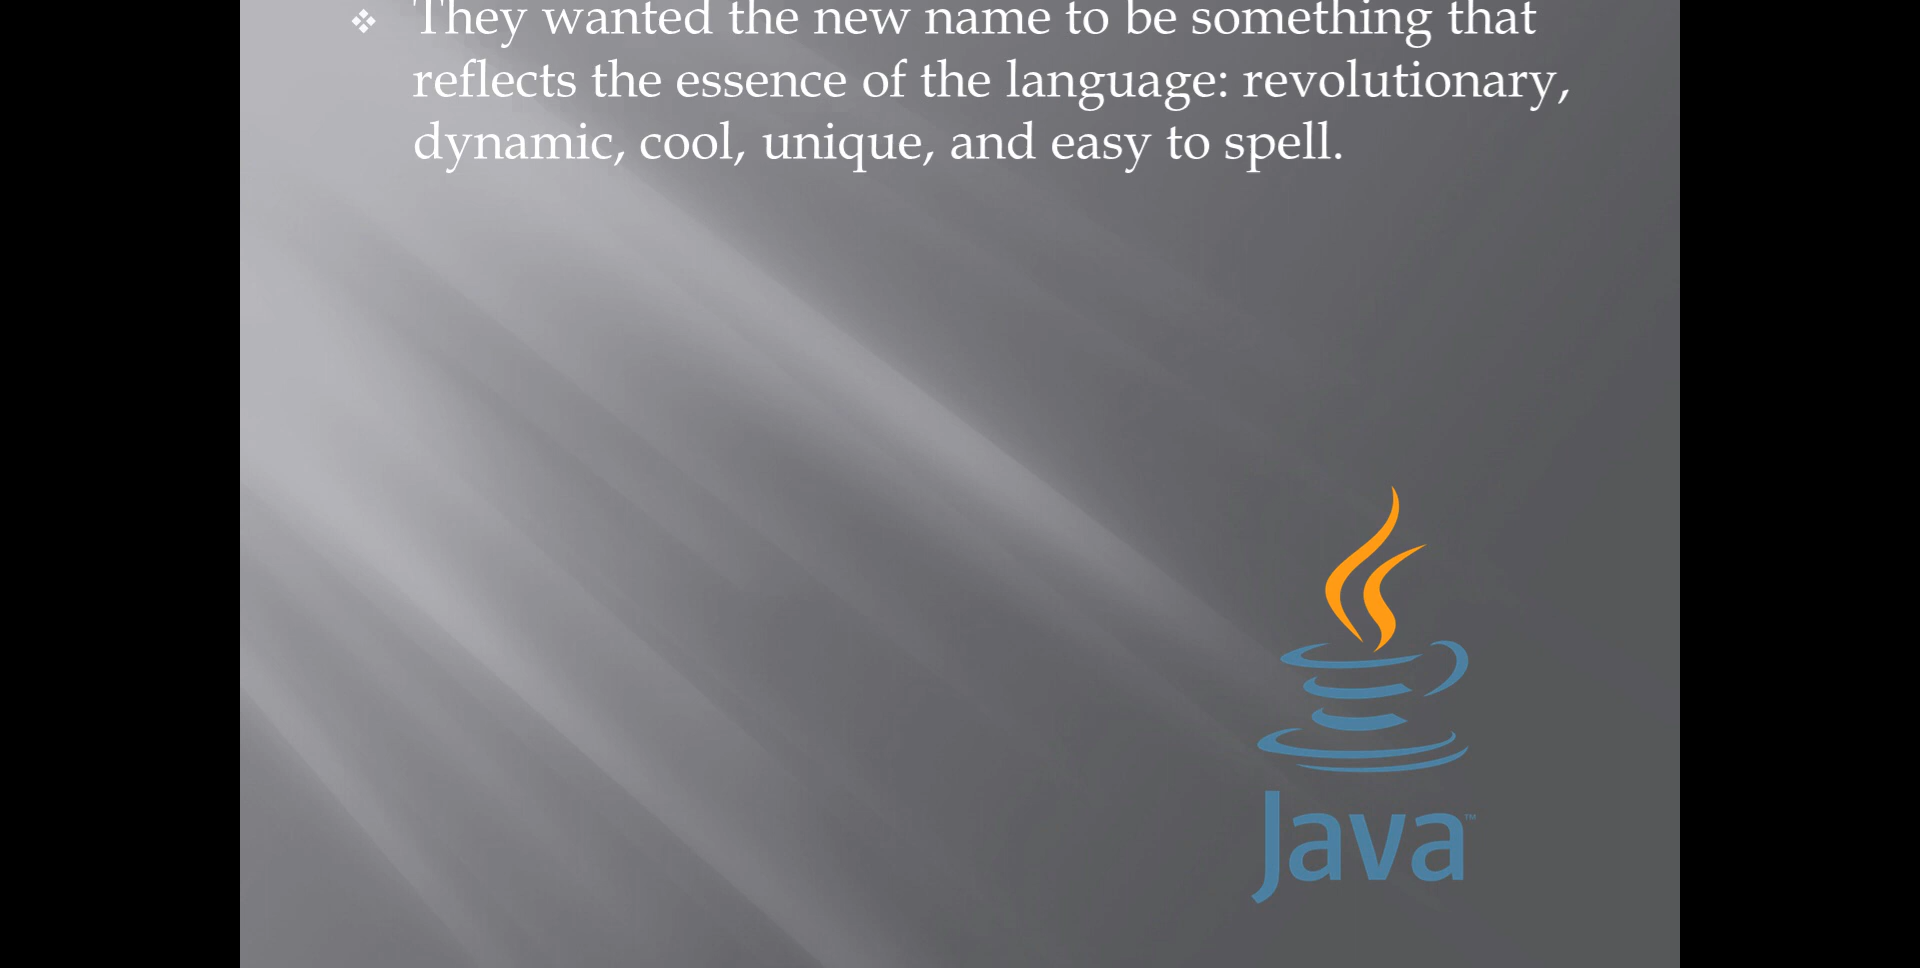 ❖ They wanted the new name to be something that
reflects the essence of the language: revolutionary,
dynamic, cool, unique, and easy to spell.
Java™